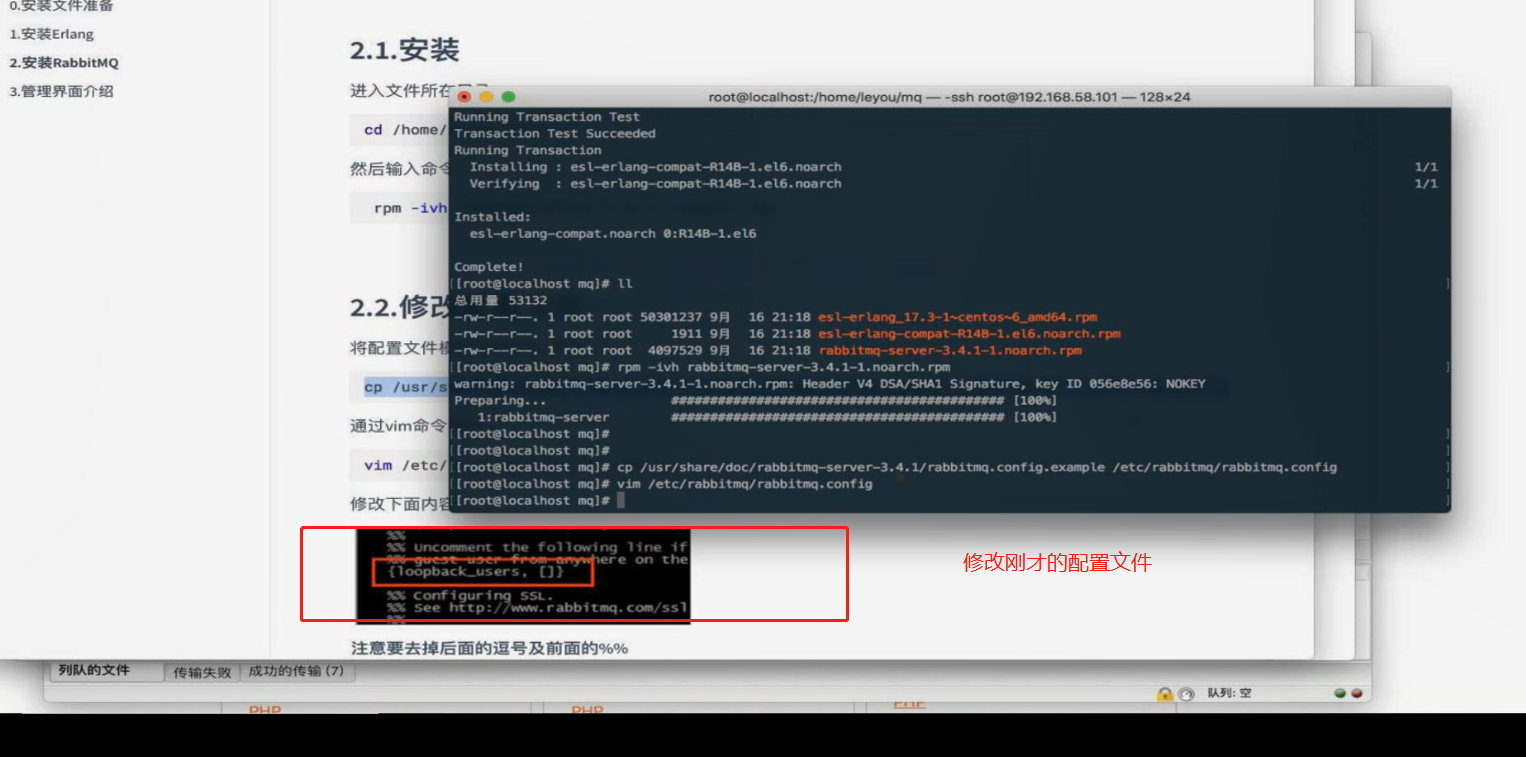 0.安装文件准备
1.安装Erlang
2.安装RabbitMQ
3.管理界面介绍
2.1.安装
进入文件所在
cd /home/
然后输入命令
rpm -ivh
2.2.修改
将配置文件模
cp /usr/s
通过vim命令
vim /etc/
修改下面内容
root@localhost:/home/leyou/mq — -ssh root@192.168.58.101 — 128×24
Running Transaction Test
Transaction Test Succeeded
Running Transaction
Installing : esl-erlang-compat-R14B-1.el6.noarch 1/1
Verifying : esl-erlang-compat-R14B-1.el6.noarch 1/1
Installed:
esl-erlang-compat.noarch 0:R14B-1.el6
Complete!
[[root@localhost mq]# ll ]
总用量 53132
-rw-r--r--. 1 root root 50301237 9月 16 21:18 esl-erlang_17.3-1~centos~6_amd64.rpm
-rw-r--r--. 1 root root 1911 9月 16 21:18 esl-erlang-compat-R14B-1.el6.noarch.rpm
-rw-r--r--. 1 root root 4097529 9月 16 21:18 rabbitmq-server-3.4.1-1.noarch.rpm
[[root@localhost mq]# rpm -ivh rabbitmq-server-3.4.1-1.noarch.rpm ]
warning: rabbitmq-server-3.4.1-1.noarch.rpm: Header V4 DSA/SHA1 Signature, key ID 056e8e56: NOKEY
Preparing... ########################################### [100%]
1:rabbitmq-server ########################################### [100%]
[[root@localhost mq]# ]
[[root@localhost mq]# ]
[[root@localhost mq]# cp /usr/share/doc/rabbitmq-server-3.4.1/rabbitmq.config.example /etc/rabbitmq/rabbitmq.config ]
[[root@localhost mq]# vim /etc/rabbitmq/rabbitmq.config ]
[[root@localhost mq]# ]
%%
%% Uncomment the following line if
%% guest user from anywhere on the
{loopback_users, []}
%% Configuring SSL.
%% See http://www.rabbitmq.com/ssl
%%
修改刚才的配置文件
注意要去掉后面的逗号及前面的%%
列队的文件 传输失败 成功的传输 (7)
队列: 空
PHP PHP PHP